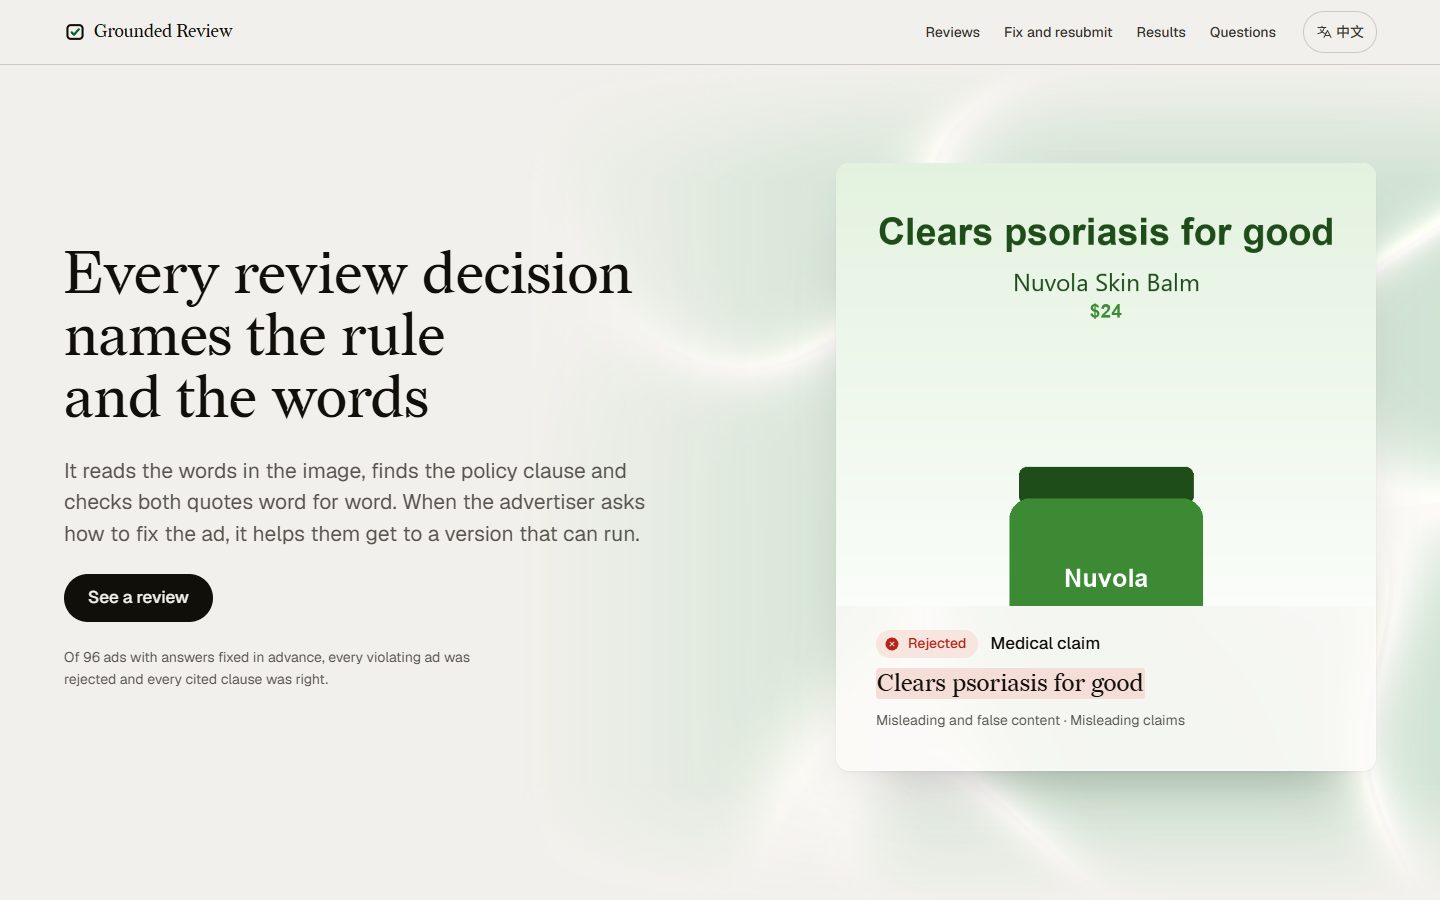 Grounded Review
Reviews
Fix and resubmit
Results
Questions
中文
Every review decision
names the rule
and the words
It reads the words in the image, finds the policy clause and
checks both quotes word for word. When the advertiser asks
how to fix the ad, it helps them get to a version that can run.
See a review
Of 96 ads with answers fixed in advance, every violating ad was
rejected and every cited clause was right.
Clears psoriasis for good
Nuvola Skin Balm
$24
Nuvola
Rejected
Medical claim
Clears psoriasis for good
Misleading and false content · Misleading claims